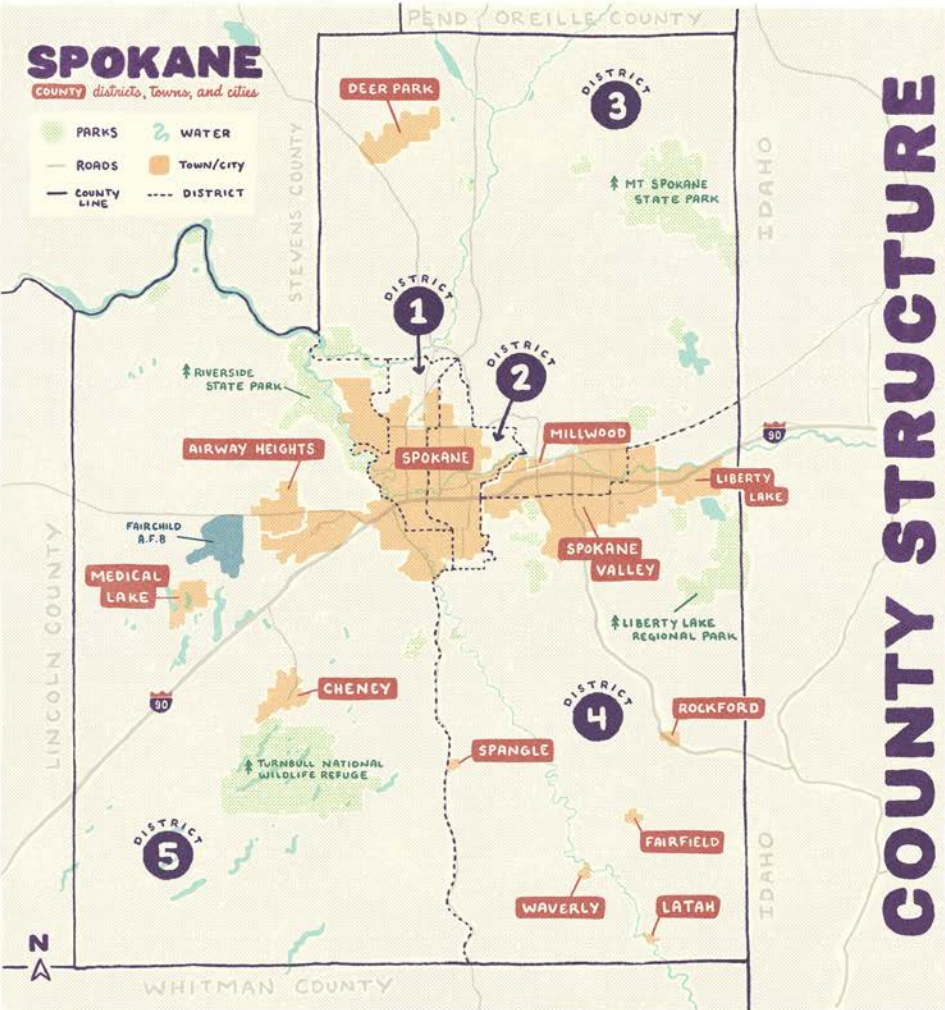 PEND OREILLE COUNTY
SPOKANE
COUNTY districts, towns, and cities
PARKS
WATER
ROADS
TOWN/CITY
COUNTY
LINE
DISTRICT
STEVENS COUNTY
DEER PARK
DISTRICT
3
MT SPOKANE
STATE PARK
IDAHO
COUNTY STRUCTURE
DISTRICT
1
DISTRICT
2
RIVERSIDE
STATE PARK
AIRWAY HEIGHTS
SPOKANE
MILLWOOD
90
LIBERTY
LAKE
FAIRCHILD
A.F.B
SPOKANE
VALLEY
MEDICAL
LAKE
LINCOLN COUNTY
LIBERTY LAKE
REGIONAL PARK
90
CHENEY
DISTRICT
4
ROCKFORD
SPANGLE
TURNBULL NATIONAL
WILDLIFE REFUGE
DISTRICT
5
FAIRFIELD
WAVERLY
LATAH
IDAHO
N
WHITMAN COUNTY